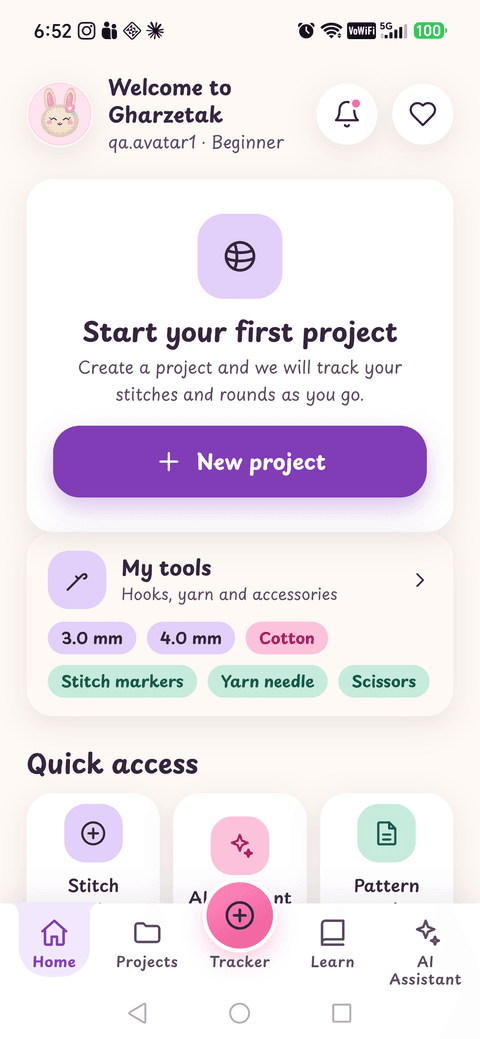 6:52
VoWiFi 5G 100
Welcome to
Gharzetak
qa.avatar1 · Beginner
Start your first project
Create a project and we will track your
stitches and rounds as you go.
+ New project
My tools
Hooks, yarn and accessories
3.0 mm 4.0 mm Cotton
Stitch markers Yarn needle Scissors
Quick access
Stitch
Pattern
Home Projects Tracker Learn AI
Assistant